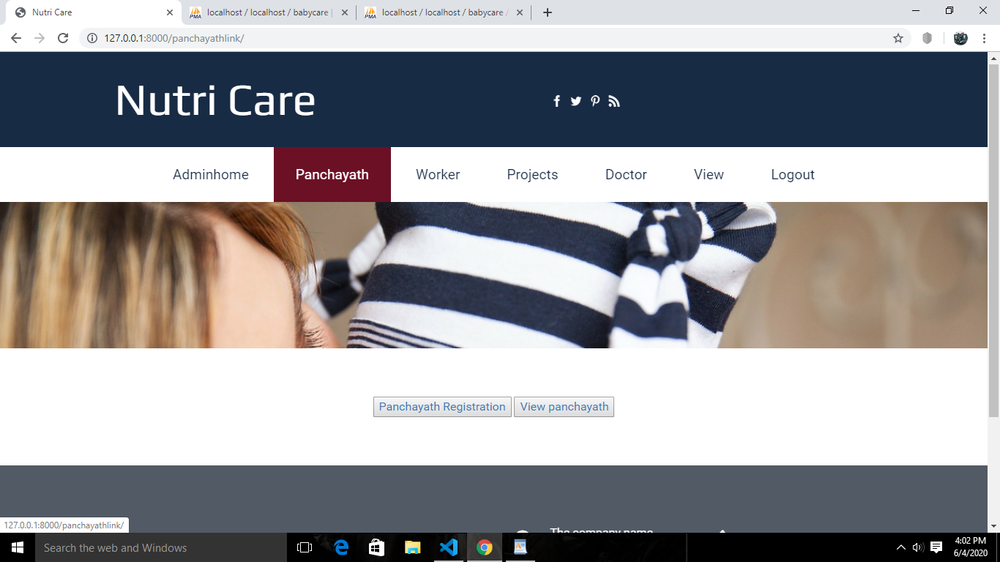 Nutri Care
localhost / localhost / babycare |
localhost / localhost / babycare /
127.0.0.1:8000/panchayathlink/
Nutri Care
Adminhome Panchayath Worker Projects Doctor View Logout
Panchayath Registration View panchayath
The company name
127.0.0.1:8000/panchayathlink/
Search the web and Windows
4:02 PM
6/4/2020